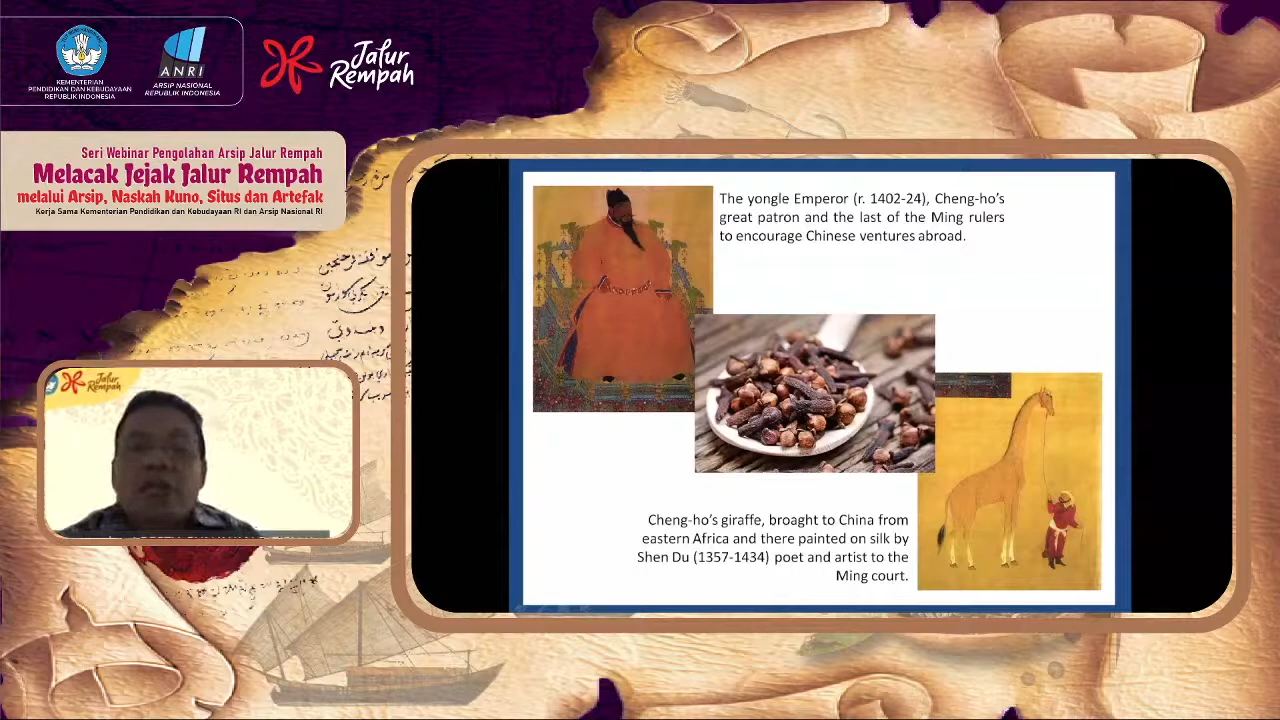 KEMENTERIAN
PENDIDIKAN DAN KEBUDAYAAN
REPUBLIK INDONESIA
ANRI
ARSIP NASIONAL
REPUBLIK INDONESIA
Jalur
Rempah
Seri Webinar Pengolahan Arsip Jalur Rempah
Melacak Jejak Jalur Rempah
melalui Arsip, Naskah Kuno, Situs dan Artefak
Kerja Sama Kementerian Pendidikan dan Kebudayaan RI dan Arsip Nasional RI
The yongle Emperor (r. 1402-24), Cheng-ho’s
great patron and the last of the Ming rulers
to encourage Chinese ventures abroad.
Jalur
Rempah
Cheng-ho’s giraffe, broaght to China from
eastern Africa and there painted on silk by
Shen Du (1357-1434) poet and artist to the
Ming court.